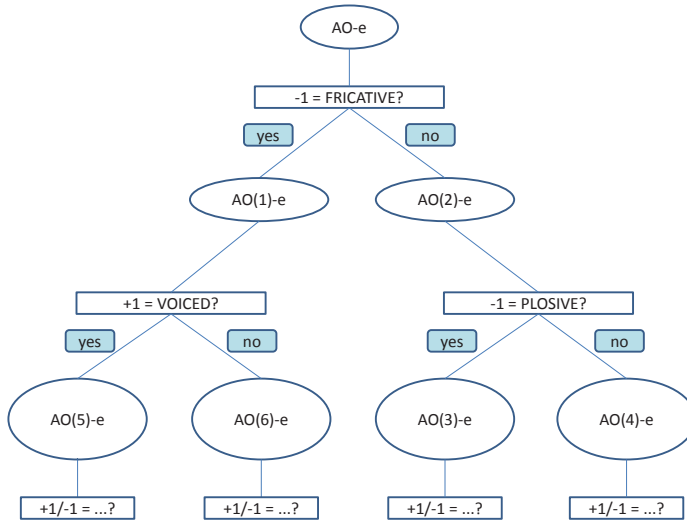 AO-e
-1 = FRICATIVE?
yes
no
AO(1)-e
AO(2)-e
+1 = VOICED?
-1 = PLOSIVE?
yes
no
yes
no
AO(5)-e
AO(6)-e
AO(3)-e
AO(4)-e
+1/-1 = ...?
+1/-1 = ...?
+1/-1 = ...?
+1/-1 = ...?